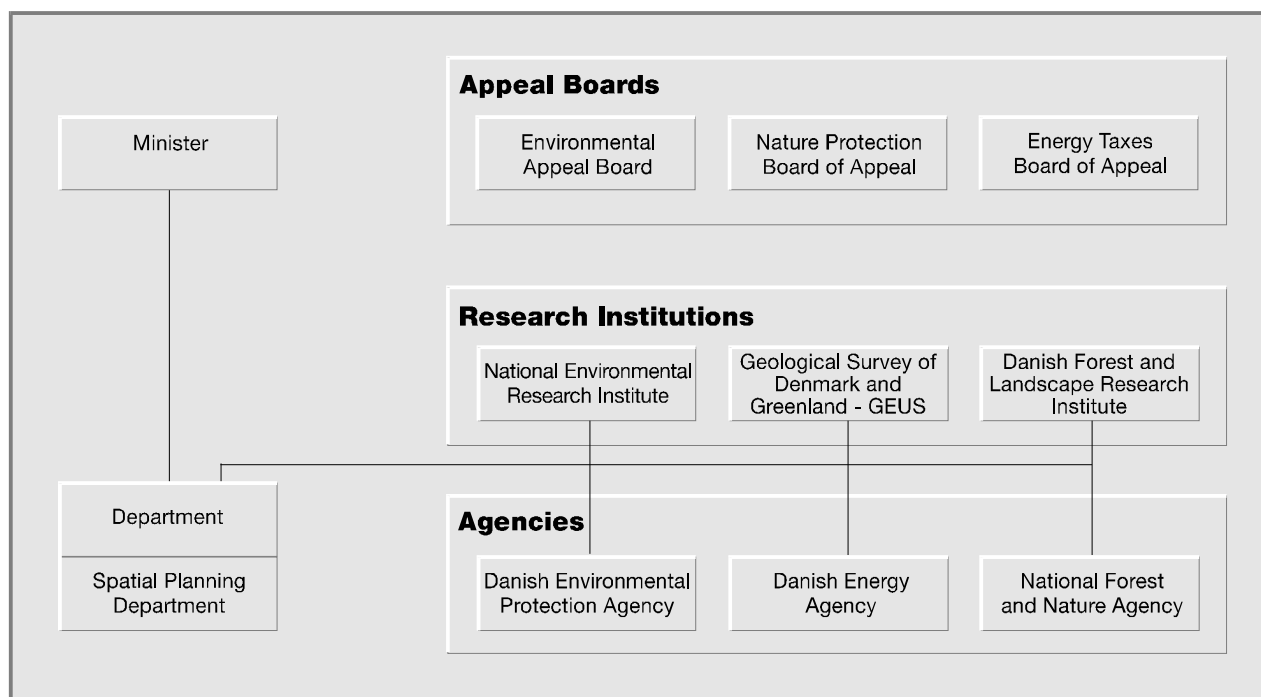 Minister
Appeal Boards
Environmental
Appeal Board
Nature Protection
Board of Appeal
Energy Taxes
Board of Appeal
Research Institutions
National Environmental
Research Institute
Geological Survey of
Denmark and
Greenland - GEUS
Danish Forest and
Landscape Research
Institute
Department
Spatial Planning
Department
Agencies
Danish Environmental
Protection Agency
Danish Energy
Agency
National Forest
and Nature Agency